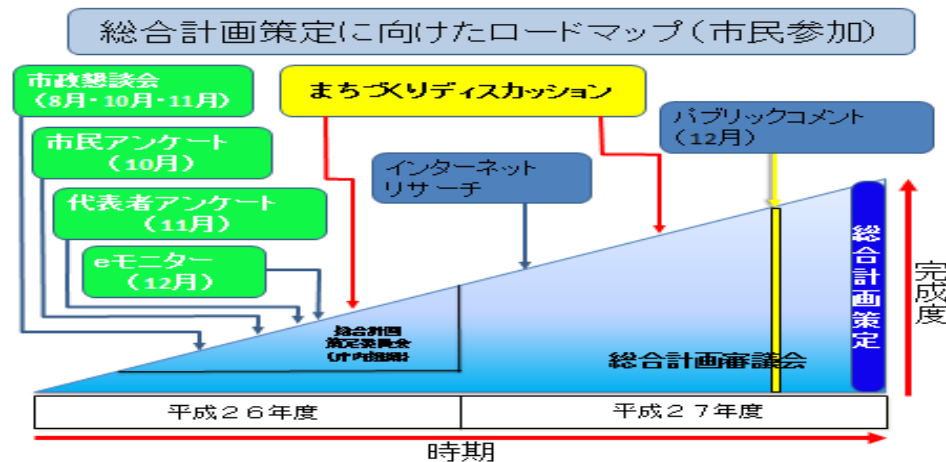 総合計画策定に向けたロードマップ(市民参加)
市政懇談会
(8月・10月・11月)
まちづくりディスカッション
パブリックコメント
(12月)
市民アンケート
(10月)
インターネット
リサーチ
代表者アンケート
(11月)
eモニター
(12月)
総合計画
策定委員会
(庁内組織)
総合計画審議会
総合計画策定
完成度
平成26年度
平成27年度
時期